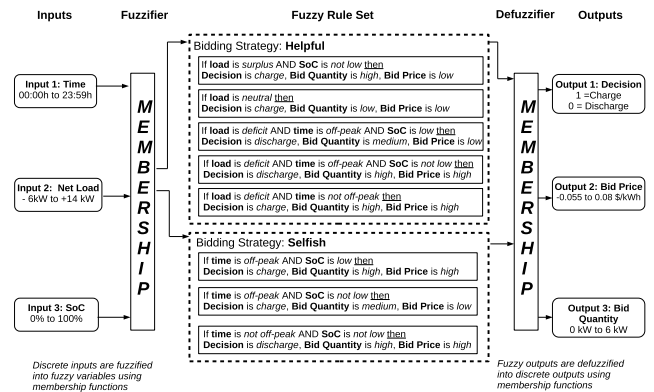 Inputs Fuzzifier Fuzzy Rule Set Defuzzifier Outputs
Input 1: Time
00:00h to 23:59h
Input 2: Net Load
- 6kW to +14 kW
Input 3: SoC
0% to 100%
MEMBERSHIP
Bidding Strategy: Helpful
If load is surplus AND SoC is not low then
Decision is charge, Bid Quantity is high, Bid Price is low
If load is neutral then
Decision is charge, Bid Quantity is low, Bid Price is low
If load is deficit AND time is off-peak AND SoC is low then
Decision is discharge, Bid Quantity is medium, Bid Price is low
If load is deficit AND time is off-peak AND SoC is not low then
Decision is discharge, Bid Quantity is high, Bid Price is high
If load is deficit AND time is not off-peak then
Decision is charge, Bid Quantity is high, Bid Price is high
Bidding Strategy: Selfish
If time is off-peak AND SoC is low then
Decision is charge, Bid Quantity is high, Bid Price is high
If time is off-peak AND SoC is not low then
Decision is charge, Bid Quantity is medium, Bid Price is low
If time is not off-peak AND SoC is not low then
Decision is discharge, Bid Quantity is high, Bid Price is high
MEMBERSHIP
Output 1: Decision
1 =Charge
0 = Discharge
Output 2: Bid Price
-0.055 to 0.08 $/kWh
Output 3: Bid
Quantity
0 kW to 6 kW
Discrete inputs are fuzzified
into fuzzy variables using
membership functions
Fuzzy outputs are defuzzified
into discrete outputs using
membership functions